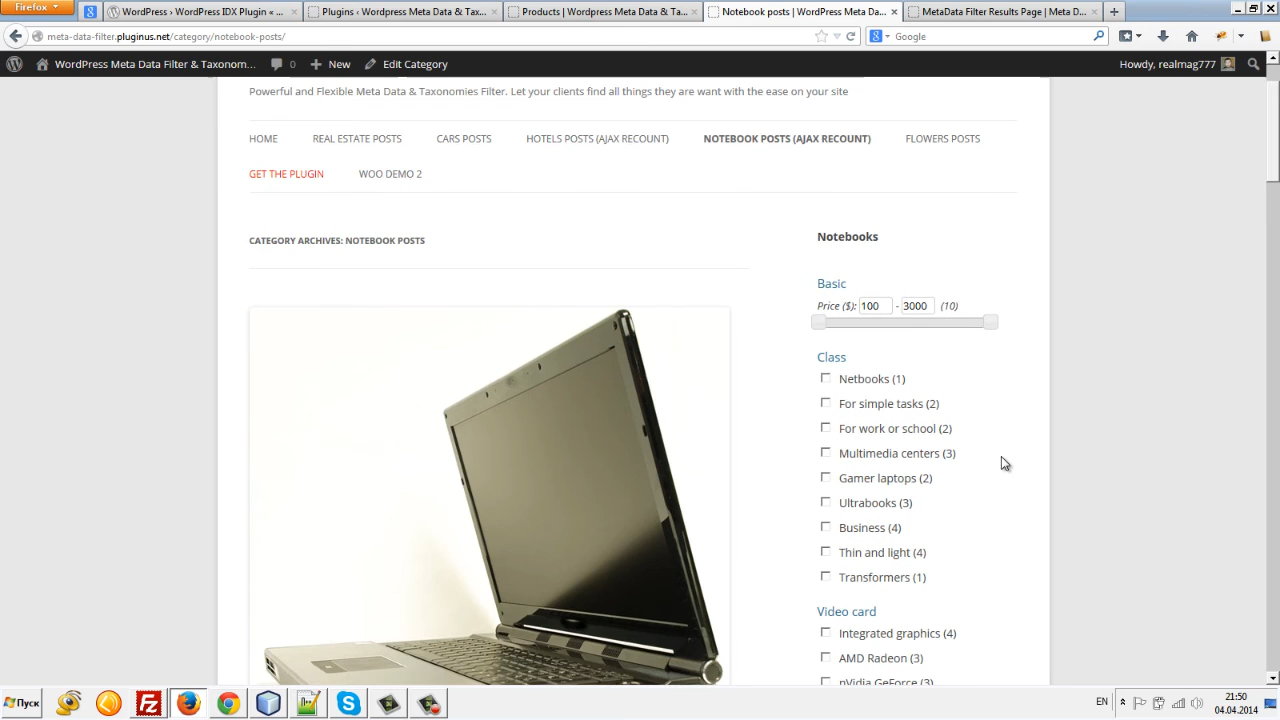 Firefox
WordPress › WordPress IDX Plugin « ...
Plugins ‹ Wordpress Meta Data & Tax...
Products | Wordpress Meta Data & Ta...
Notebook posts | WordPress Meta Da...
MetaData Filter Results Page | Meta D...
meta-data-filter.pluginus.net/category/notebook-posts/
Google
WordPress Meta Data Filter & Taxonom...
0
New
Edit Category
Howdy, realmag777
Powerful and Flexible Meta Data & Taxonomies Filter. Let your clients find all things they are want with the ease on your site
HOME
REAL ESTATE POSTS
CARS POSTS
HOTELS POSTS (AJAX RECOUNT)
NOTEBOOK POSTS (AJAX RECOUNT)
FLOWERS POSTS
GET THE PLUGIN
WOO DEMO 2
CATEGORY ARCHIVES: NOTEBOOK POSTS
Notebooks
Basic
Price ($): 100 - 3000 (10)
Class
Netbooks (1)
For simple tasks (2)
For work or school (2)
Multimedia centers (3)
Gamer laptops (2)
Ultrabooks (3)
Business (4)
Thin and light (4)
Transformers (1)
Video card
Integrated graphics (4)
AMD Radeon (3)
nVidia GeForce (3)
Пуск
EN
21:50
04.04.2014